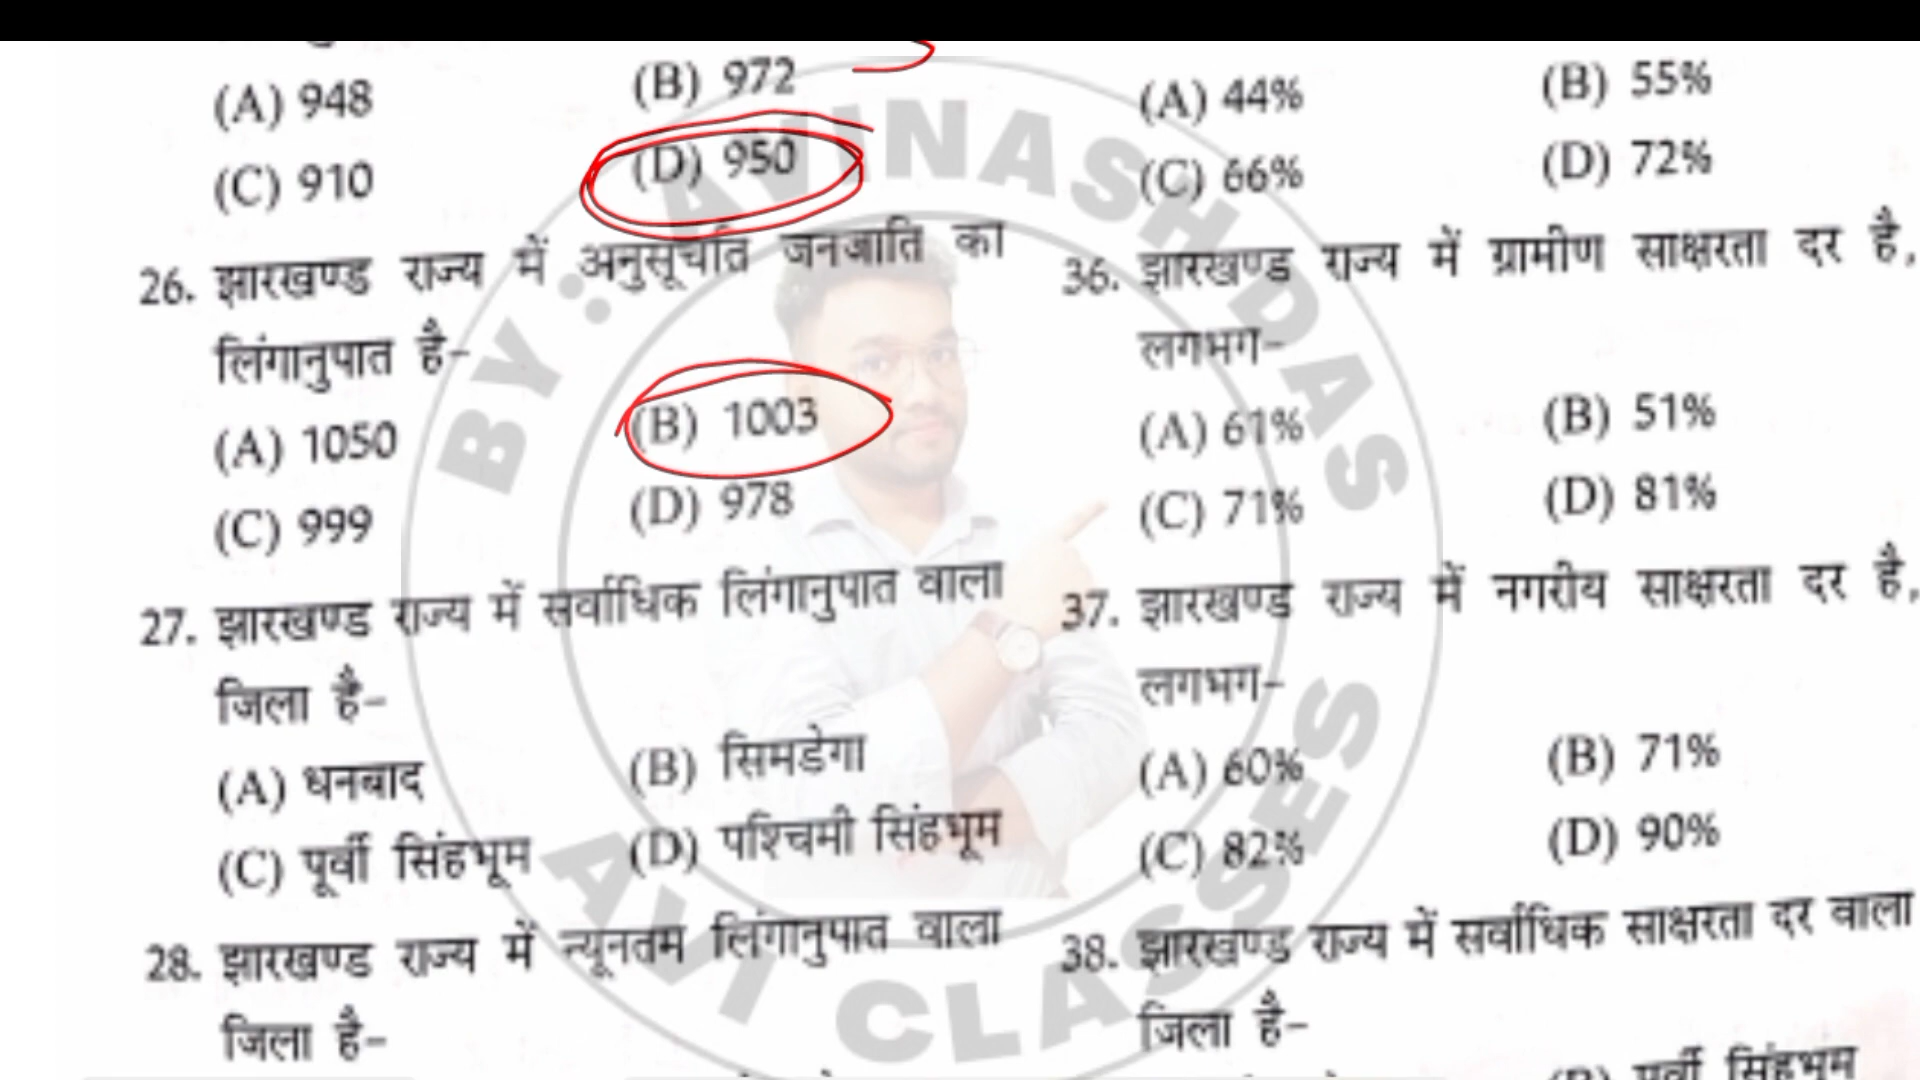 (A) 948 (B) 972
(C) 910 (D) 950
26. झारखण्ड राज्य में अनुसूचति जनजाति का
लिंगानुपात है-
(A) 1050 (B) 1003
(C) 999 (D) 978
27. झारखण्ड राज्य में सर्वाधिक लिंगानुपात वाला
जिला है-
(A) धनबाद (B) सिमडेगा
(C) पूर्वी सिंहभूम (D) पश्चिमी सिंहभूम
28. झारखण्ड राज्य में न्यूनतम लिंगानुपात वाला
जिला है-
(A) 44% (B) 55%
(C) 66% (D) 72%
36. झारखण्ड राज्य में ग्रामीण साक्षरता दर है,
लगभग-
(A) 61% (B) 51%
(C) 71% (D) 81%
37. झारखण्ड राज्य में नगरीय साक्षरता दर है,
लगभग-
(A) 60% (B) 71%
(C) 82% (D) 90%
38. झारखण्ड राज्य में सर्वाधिक साक्षरता दर वाला
जिला है-
(B) पूर्वी सिंहभूम
BY : AVINASH DAS
AVI CLASSES